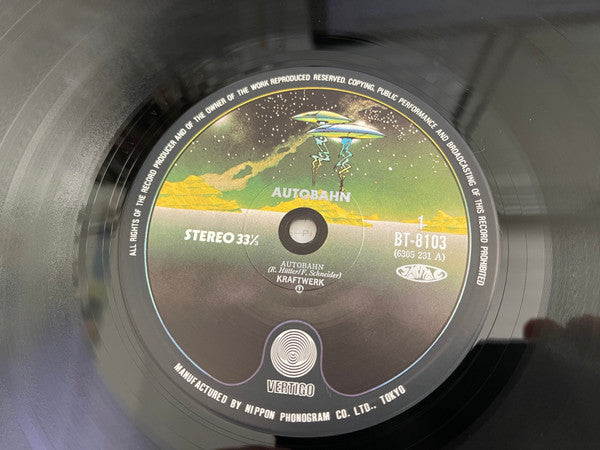 ALL RIGHTS OF THE RECORD PRODUCER AND OF THE OWNER OF THE WORK REPRODUCED RESERVED. COPYING, PUBLIC PERFORMANCE AND BROADCASTING OF THIS RECORD PROHIBITED
AUTOBAHN
STEREO 33⅓
1
BT-8103
(6305 231 A)
AUTOBAHN
(R. Hütter/F. Schneider)
KRAFTWERK
VERTIGO
MANUFACTURED BY NIPPON PHONOGRAM CO. LTD., TOKYO